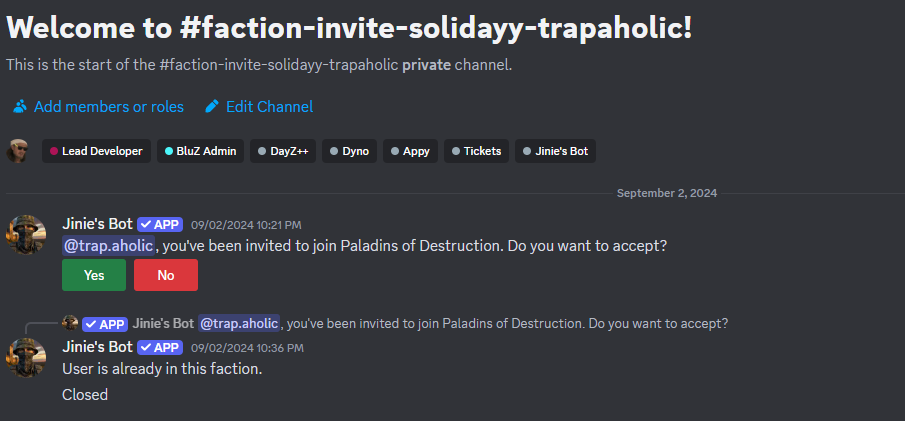 Welcome to #faction-invite-solidayy-trapaholic!
This is the start of the #faction-invite-solidayy-trapaholic private channel.
Add members or roles Edit Channel
Lead Developer BluZ Admin DayZ++ Dyno Appy Tickets Jinie's Bot
September 2, 2024
Jinie's Bot APP 09/02/2024 10:21 PM
@trap.aholic, you've been invited to join Paladins of Destruction. Do you want to accept?
Yes No
APP Jinie's Bot @trap.aholic, you've been invited to join Paladins of Destruction. Do you want to accept?
Jinie's Bot APP 09/02/2024 10:36 PM
User is already in this faction.
Closed